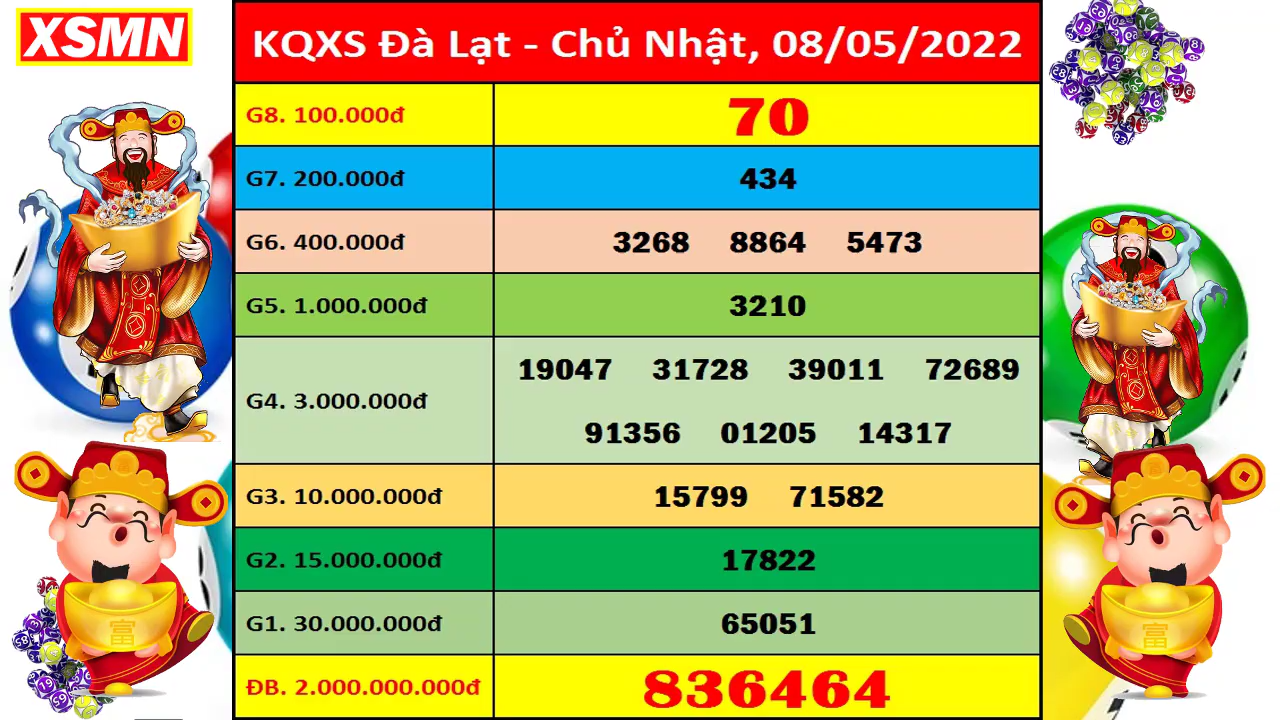 XSMN
KQXS Đà Lạt - Chủ Nhật, 08/05/2022
G8. 100.000đ 70
G7. 200.000đ 434
G6. 400.000đ 3268 8864 5473
G5. 1.000.000đ 3210
G4. 3.000.000đ
19047 31728 39011 72689
91356 01205 14317
G3. 10.000.000đ 15799 71582
G2. 15.000.000đ 17822
G1. 30.000.000đ 65051
ĐB. 2.000.000.000đ 836464
富
富